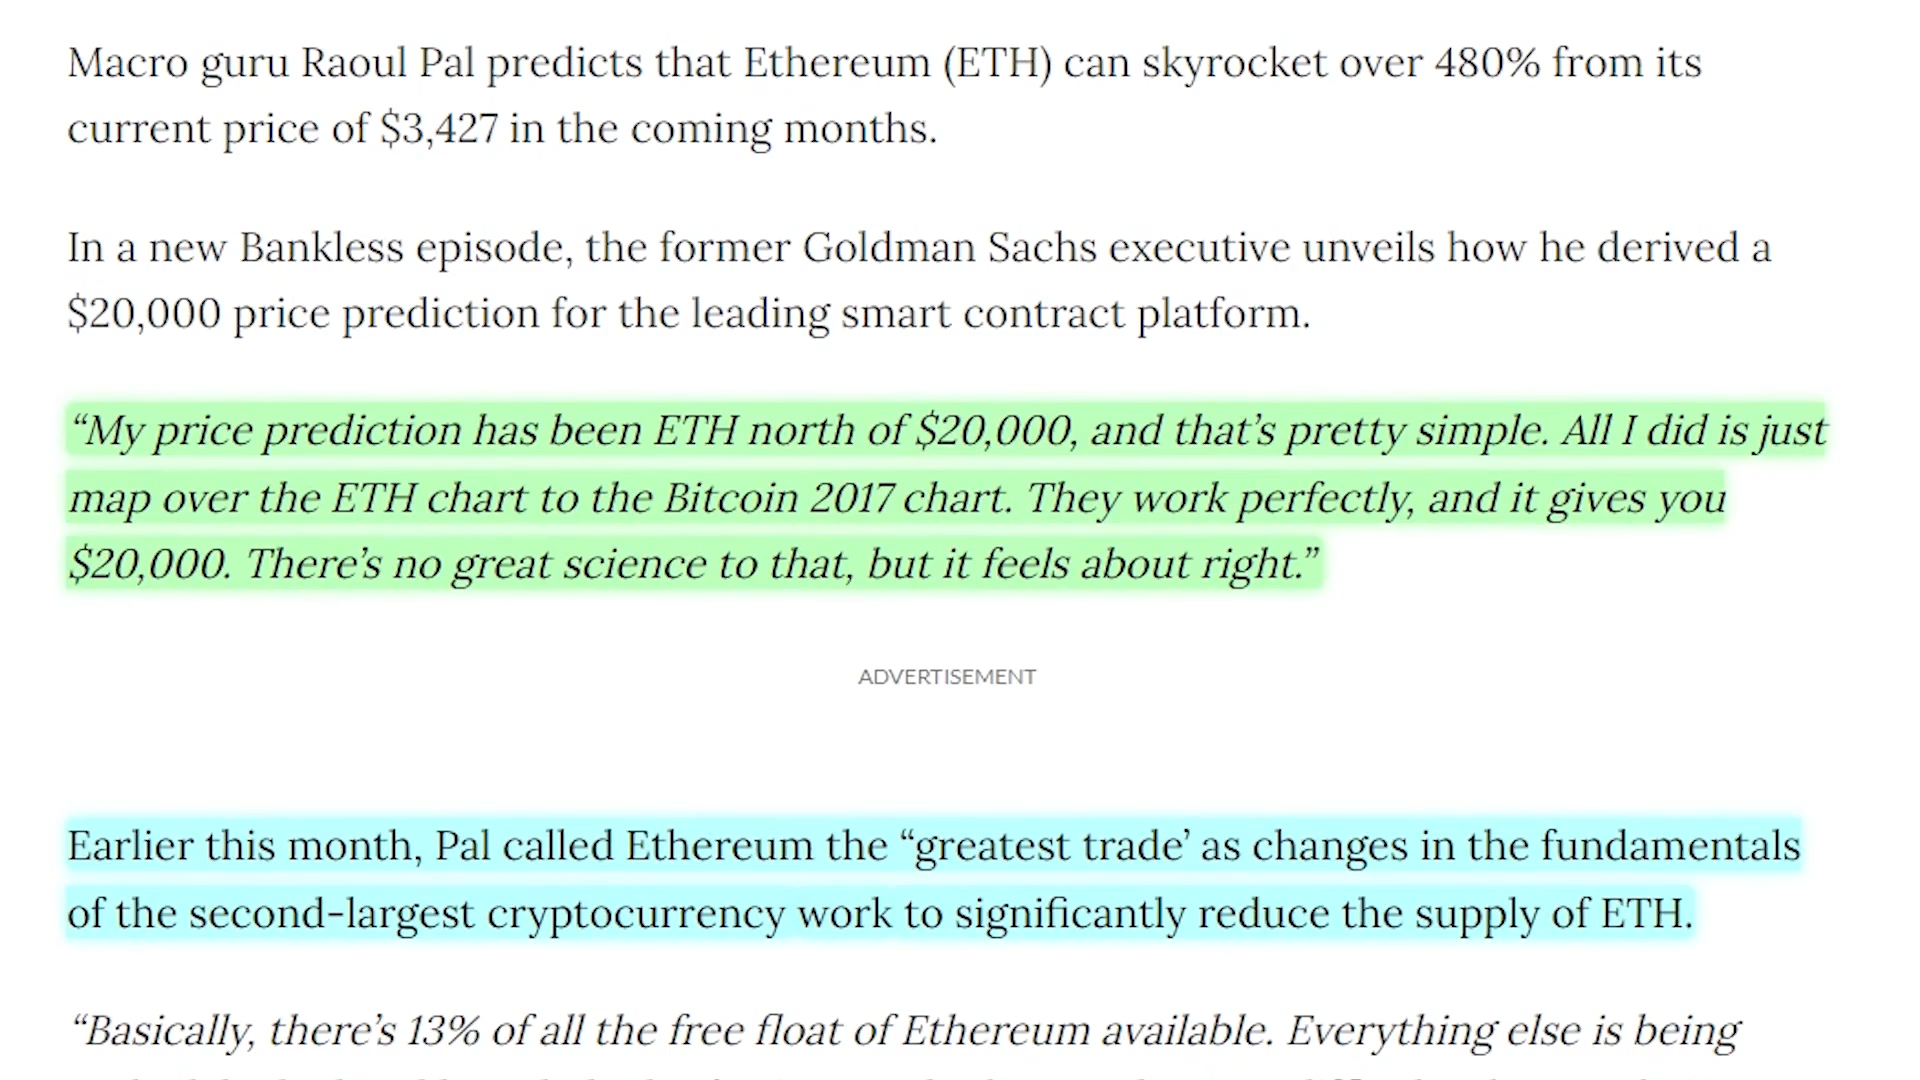 Macro guru Raoul Pal predicts that Ethereum (ETH) can skyrocket over 480% from its
current price of $3,427 in the coming months.
In a new Bankless episode, the former Goldman Sachs executive unveils how he derived a
$20,000 price prediction for the leading smart contract platform.
“My price prediction has been ETH north of $20,000, and that’s pretty simple. All I did is just
map over the ETH chart to the Bitcoin 2017 chart. They work perfectly, and it gives you
$20,000. There’s no great science to that, but it feels about right.”
ADVERTISEMENT
Earlier this month, Pal called Ethereum the “greatest trade’ as changes in the fundamentals
of the second-largest cryptocurrency work to significantly reduce the supply of ETH.
“Basically, there’s 13% of all the free float of Ethereum available. Everything else is being